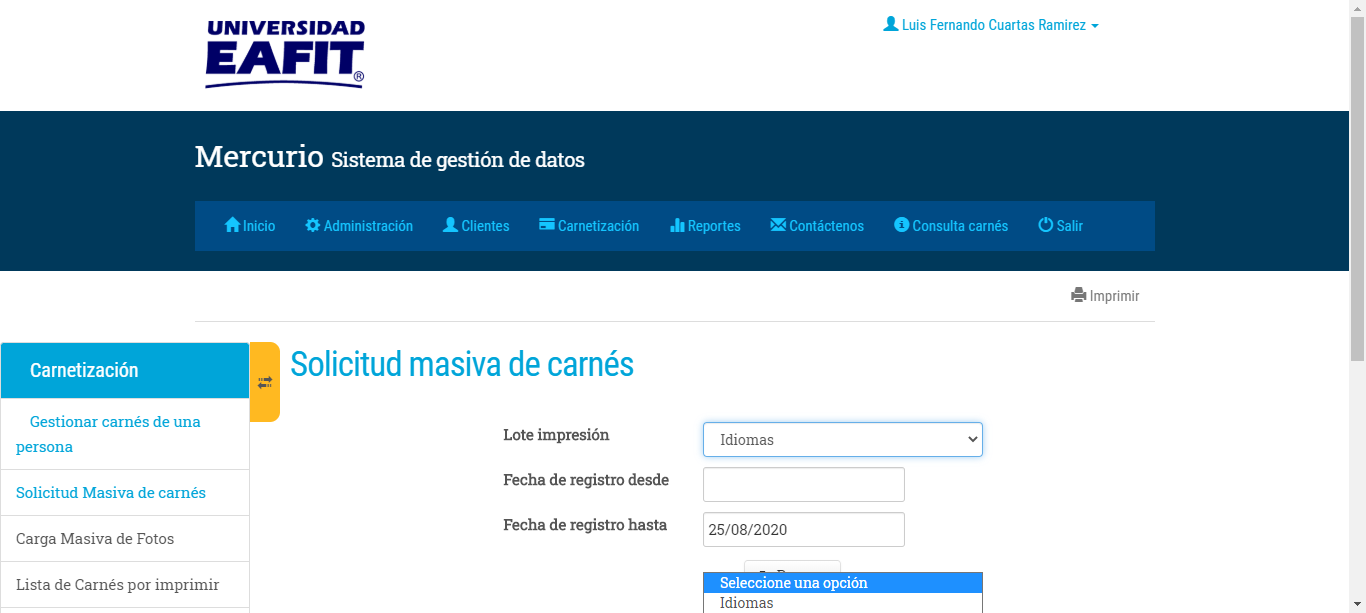 UNIVERSIDAD
EAFIT®
Luis Fernando Cuartas Ramirez
Mercurio Sistema de gestión de datos
Inicio Administración Clientes Carnetización Reportes Contáctenos Consulta carnés Salir
Imprimir
Carnetización
Solicitud masiva de carnés
Gestionar carnés de una
persona
Solicitud Masiva de carnés
Carga Masiva de Fotos
Lista de Carnés por imprimir
Lote impresión Idiomas
Fecha de registro desde
Fecha de registro hasta 25/08/2020
Seleccione una opción
Idiomas